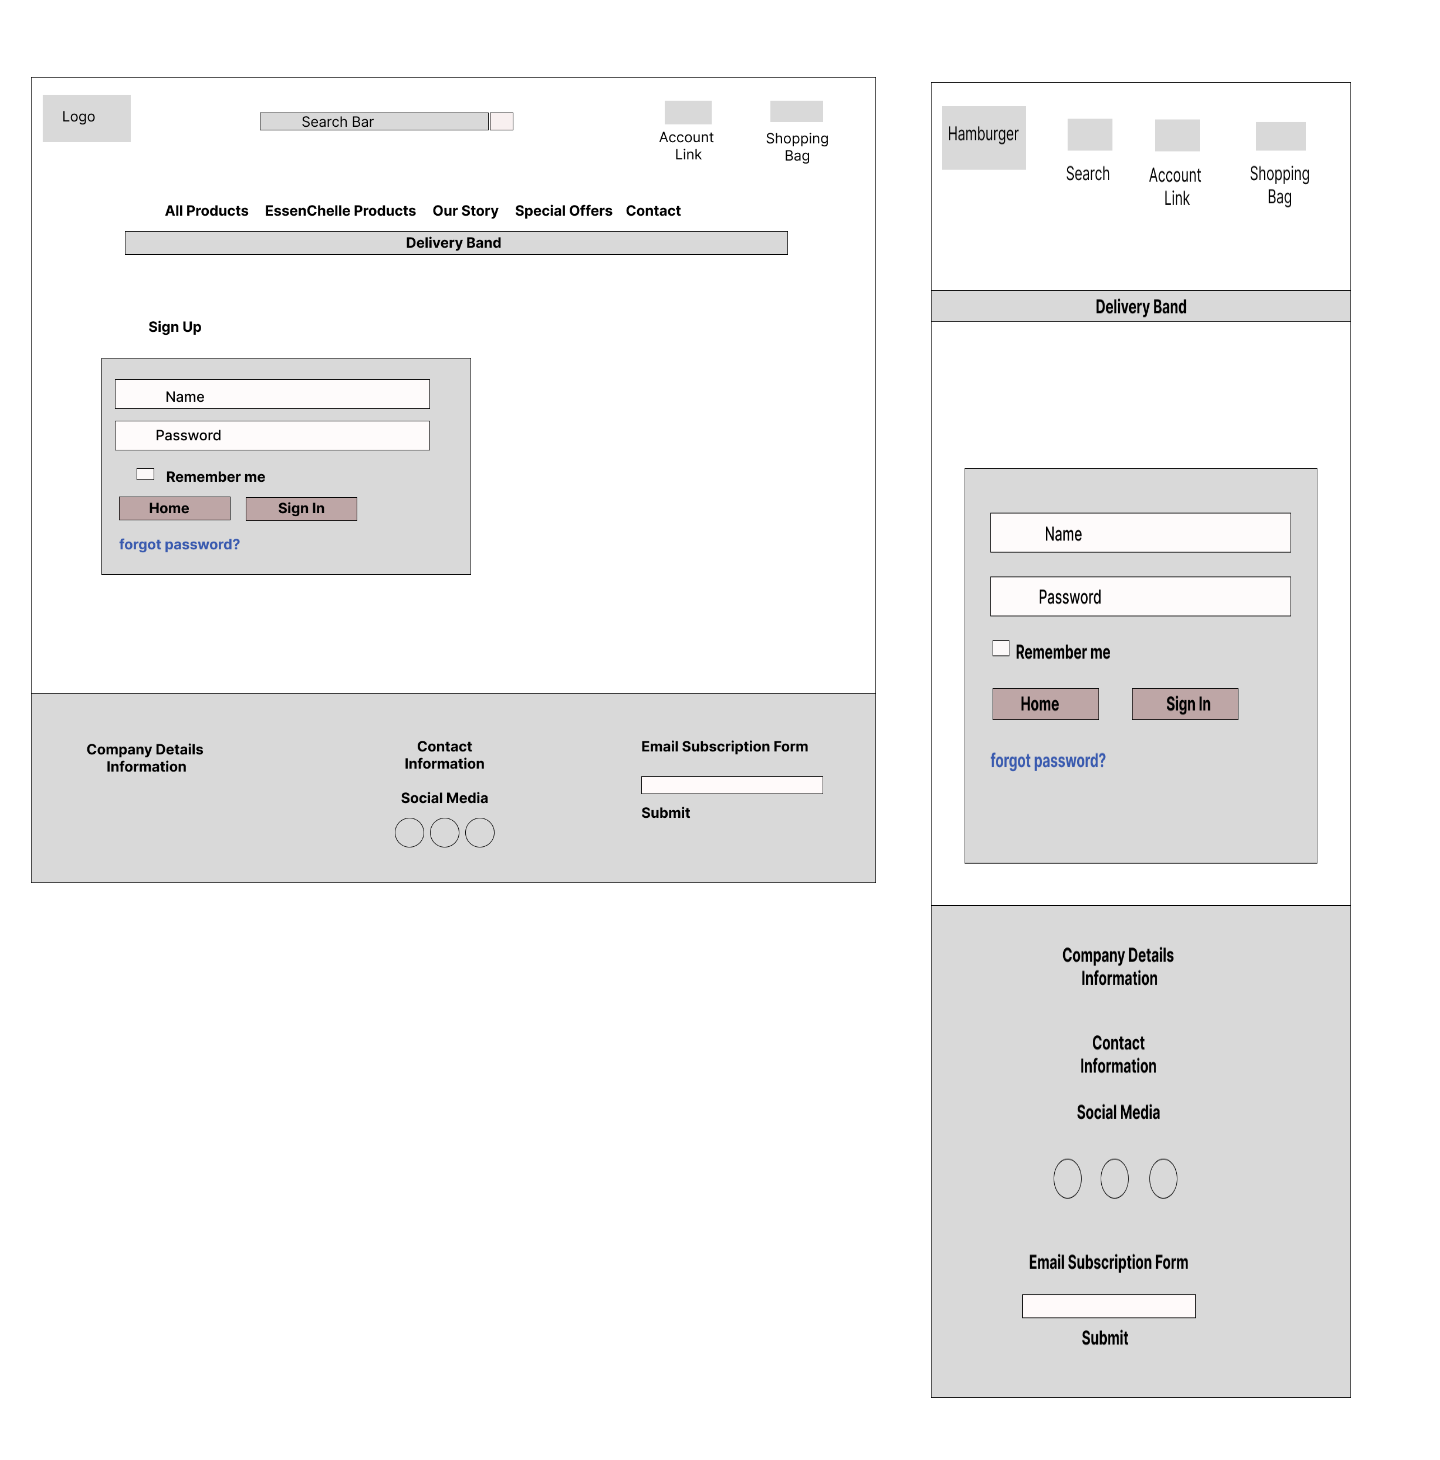 Logo
Search Bar
Account
Link
Shopping
Bag
All Products EssenChelle Products Our Story Special Offers Contact
Delivery Band
Sign Up
Name
Password
Remember me
Home Sign In
forgot password?
Company Details
Information
Contact
Information
Social Media
Email Subscription Form
Submit
Hamburger
Search
Account
Link
Shopping
Bag
Delivery Band
Name
Password
Remember me
Home Sign In
forgot password?
Company Details
Information
Contact
Information
Social Media
Email Subscription Form
Submit